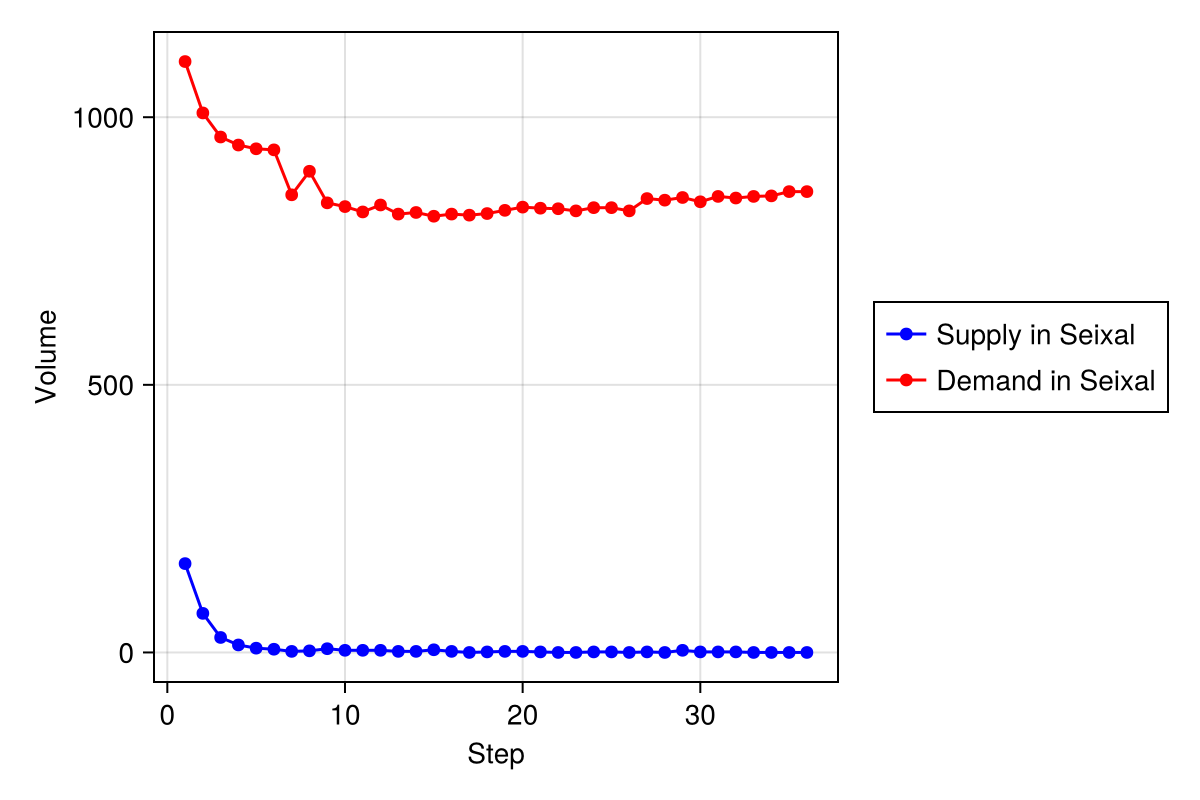 1000
500
0
Volume
0 10 20 30
Step
Supply in Seixal
Demand in Seixal